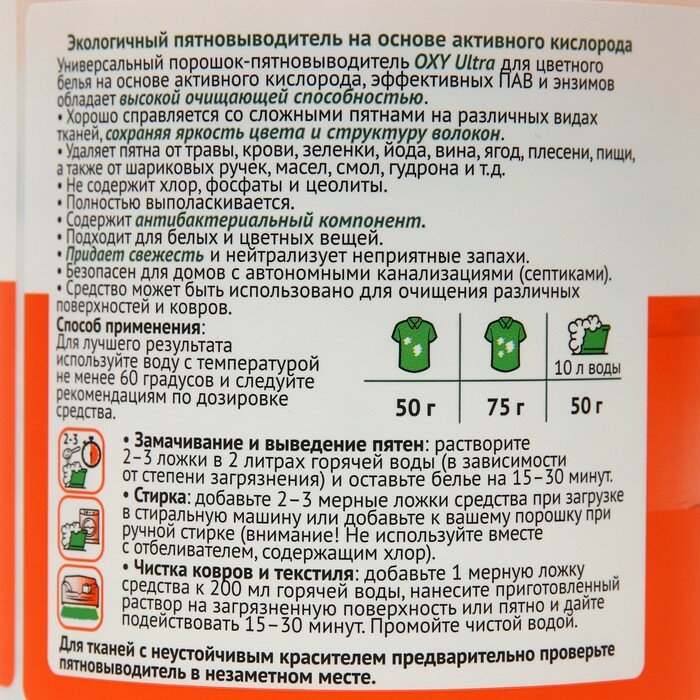 Экологичный пятновыводитель на основе активного кислорода
Универсальный порошок-пятновыводитель OXY Ultra для цветного
белья на основе активного кислорода, эффективных ПАВ и энзимов
обладает высокой очищающей способностью.
• Хорошо справляется со сложными пятнами на различных видах
тканей, сохраняя яркость цвета и структуру волокон.
• Удаляет пятна от травы, крови, зеленки, йода, вина, ягод, плесени, пищи,
а также от шариковых ручек, масел, смол, гудрона и т.д.
• Не содержит хлор, фосфаты и цеолиты.
• Полностью выполаскивается.
• Содержит антибактериальный компонент.
• Подходит для белых и цветных вещей.
• Придает свежесть и нейтрализует неприятные запахи.
• Безопасен для домов с автономными канализациями (септиками).
• Средство может быть использовано для очищения различных
поверхностей и ковров.
Способ применения:
Для лучшего результата
используйте воду с температурой
не менее 60 градусов и следуйте
рекомендациям по дозировке
средства.
10 л воды
50 г 75 г 50 г
2-3
• Замачивание и выведение пятен: растворите
2–3 ложки в 2 литрах горячей воды (в зависимости
от степени загрязнения) и оставьте белье на 15–30 минут.
• Стирка: добавьте 2–3 мерные ложки средства при загрузке
в стиральную машину или добавьте к вашему порошку при
ручной стирке (внимание! Не используйте вместе
с отбеливателем, содержащим хлор).
• Чистка ковров и текстиля: добавьте 1 мерную ложку
средства к 200 мл горячей воды, нанесите приготовленный
раствор на загрязненную поверхность или пятно и дайте
подействовать 15–30 минут. Промойте чистой водой.
Для тканей с неустойчивым красителем предварительно проверьте
пятновыводитель в незаметном месте.